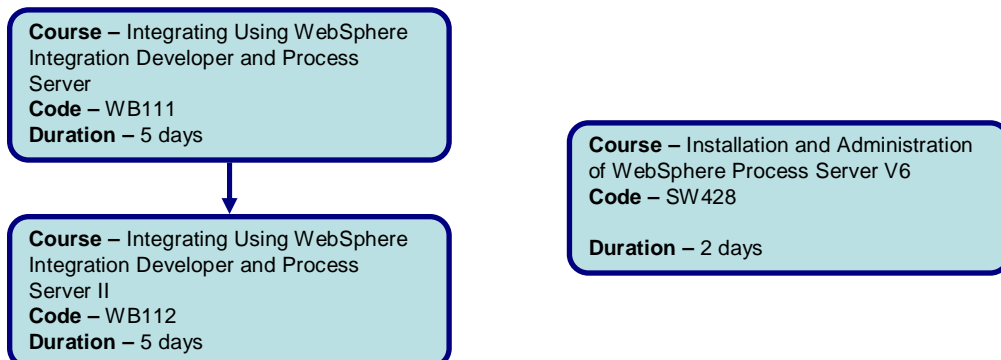 Course – Integrating Using WebSphere
Integration Developer and Process
Server
Code – WB111
Duration – 5 days
Course – Integrating Using WebSphere
Integration Developer and Process
Server II
Code – WB112
Duration – 5 days
Course – Installation and Administration
of WebSphere Process Server V6
Code – SW428
Duration – 2 days